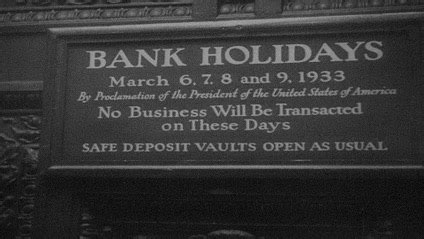 BANK HOLIDAYS
March 6, 7, 8 and 9, 1933
By Proclamation of the President of the United States of America
No Business Will Be Transacted
on These Days
SAFE DEPOSIT VAULTS OPEN AS USUAL